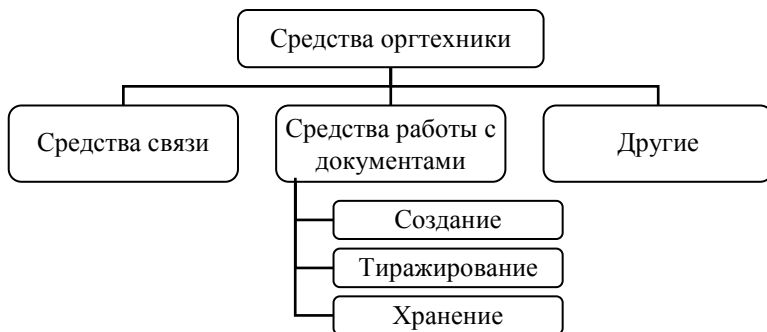 Средства оргтехники
Средства связи
Средства работы с
документами
Другие
Создание
Тиражирование
Хранение